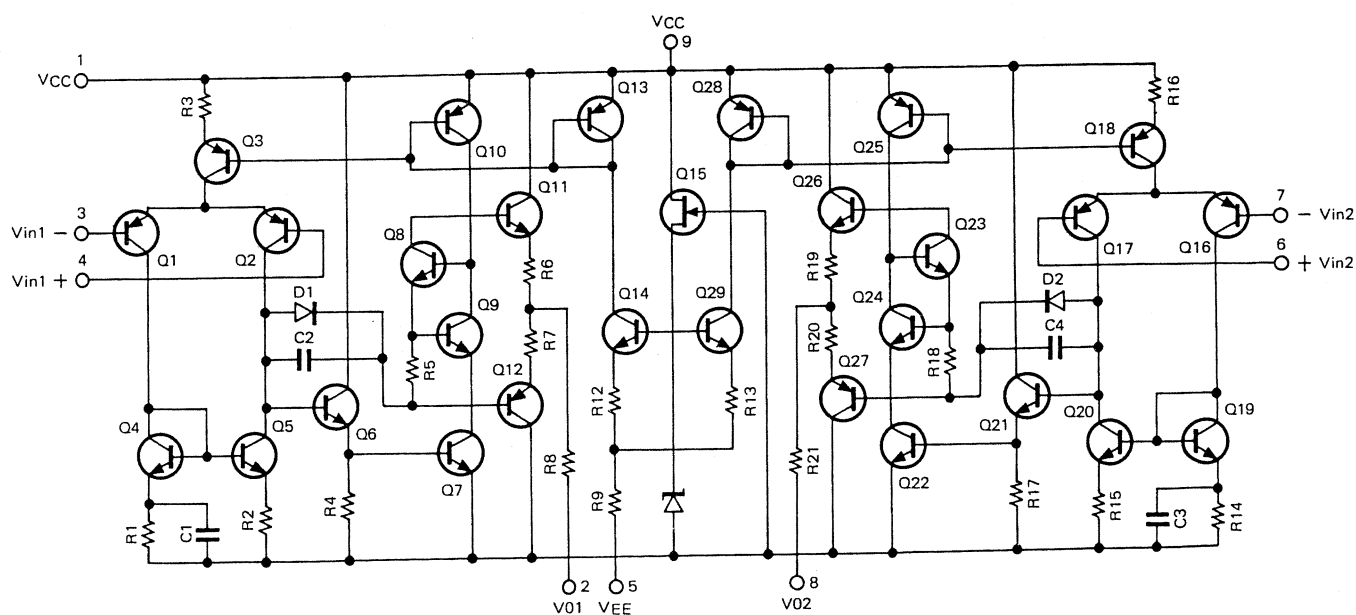 VCC
9
1
VCC
R3
Q3
Q10
Q13
Q28
Q25
Q18
R16
Q11
Q15
Q26
3
Vin1 −
Q1
Q2
Q8
Q23
Q17
Q16
7
− Vin2
4
Vin1 +
6
+ Vin2
R6
R19
D1
C2
Q9
Q14
Q29
Q24
D2
C4
R5
R7
R20
R18
Q12
R12
R13
Q27
Q4
Q5
Q6
Q7
R8
R21
Q22
Q21
Q20
Q19
R1
C1
R2
R4
R9
R17
R15
C3
R14
2
5
8
V01
VEE
V02